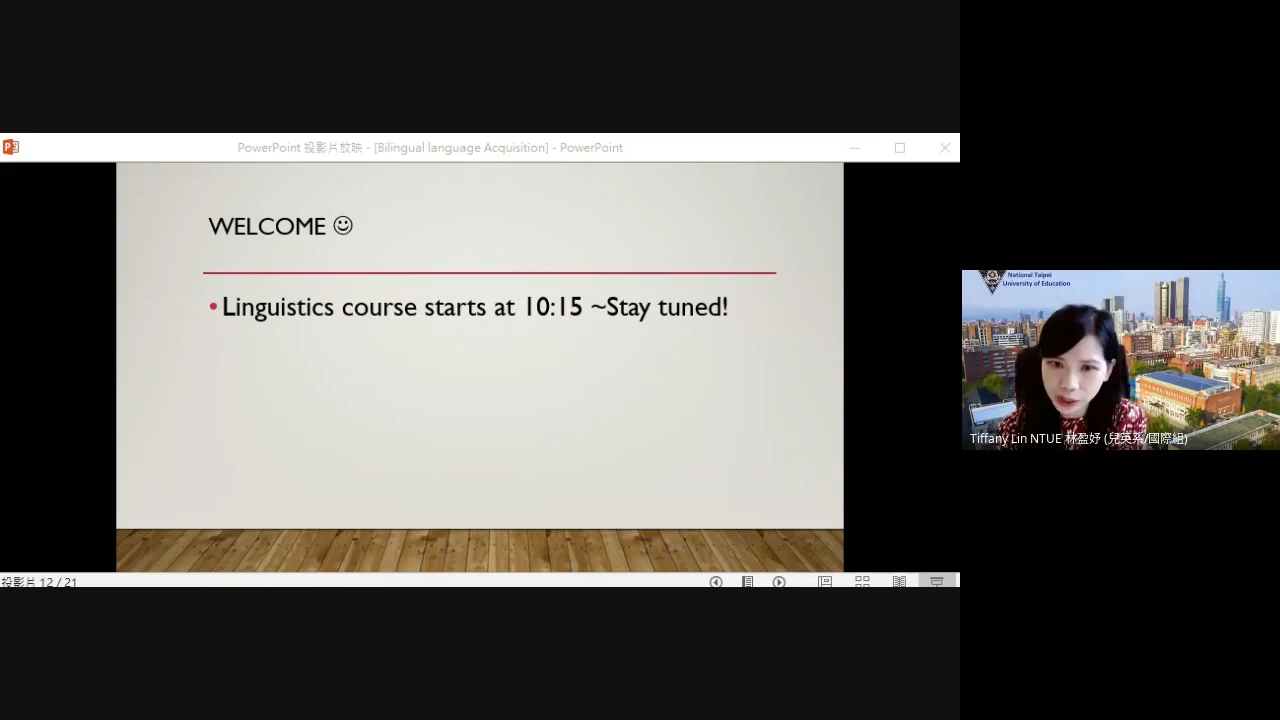 PowerPoint 投影片放映 - [Bilingual language Acquisition] - PowerPoint
WELCOME ☺
•Linguistics course starts at 10:15 ~Stay tuned!
National Taipei
University of Education
Tiffany Lin NTUE 林盈妤 (兒英系/國際組)
投影片 12 / 21